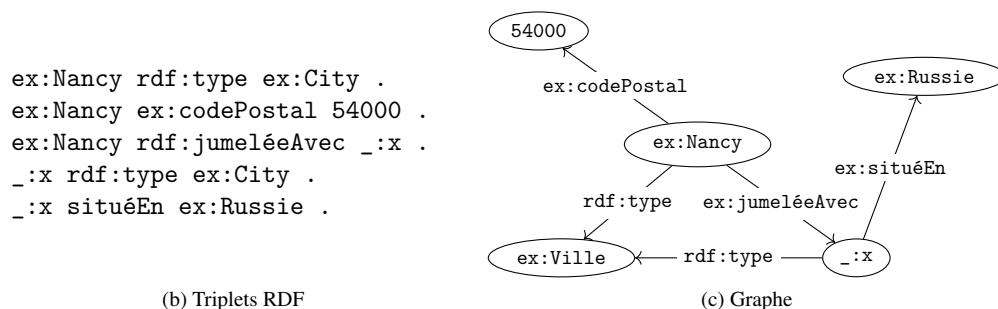 ex:Nancy rdf:type ex:City .
ex:Nancy ex:codePostal 54000 .
ex:Nancy rdf:jumeléeAvec _:x .
_:x rdf:type ex:City .
_:x situéEn ex:Russie .
(b) Triplets RDF
54000
ex:codePostal
ex:Russie
ex:Nancy
ex:situéEn
rdf:type
ex:jumeléeAvec
ex:Ville
rdf:type
_:x
(c) Graphe